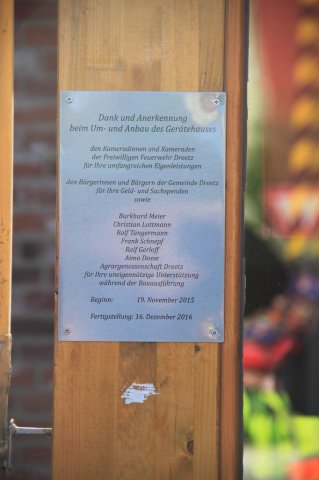 Dank und Anerkennung
beim Um- und Anbau des Gerätehauses
den Kameradinnen und Kameraden
der Freiwilligen Feuerwehr Dreetz
für Ihre umfangreichen Eigenleistungen
den Bürgerinnen und Bürgern der Gemeinde Dreetz
für Ihre Geld- und Sachspenden
sowie
Burkhard Meier
Christian Lottmann
Ralf Tangermann
Frank Schnepf
Ralf Gerloff
Aimo Dosse
Agrargenossenschaft Dreetz
für Ihre uneigennützige Unterstützung
während der Bauausführung
Beginn: 19. November 2015
Fertigstellung: 16. Dezember 2016